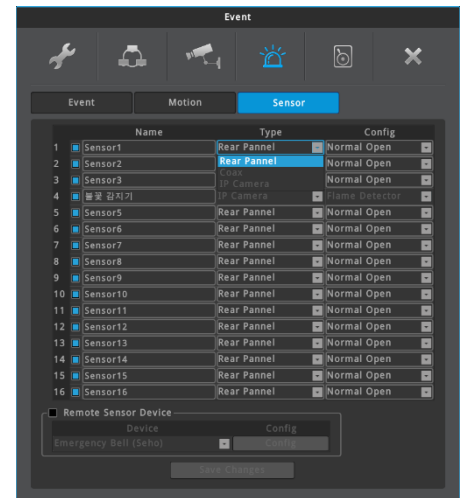 Event
Event Motion Sensor
Name Type Config
1 Sensor1 Rear Pannel Normal Open
2 Sensor2 Rear Pannel Normal Open
3 Sensor3 Coax Normal Open
IP Camera
4 불꽃 감지기 IP Camera Flame Detector
5 Sensor5 Rear Pannel Normal Open
6 Sensor6 Rear Pannel Normal Open
7 Sensor7 Rear Pannel Normal Open
8 Sensor8 Rear Pannel Normal Open
9 Sensor9 Rear Pannel Normal Open
10 Sensor10 Rear Pannel Normal Open
11 Sensor11 Rear Pannel Normal Open
12 Sensor12 Rear Pannel Normal Open
13 Sensor13 Rear Pannel Normal Open
14 Sensor14 Rear Pannel Normal Open
15 Sensor15 Rear Pannel Normal Open
16 Sensor16 Rear Pannel Normal Open
Remote Sensor Device
Device Config
Emergency Bell (Seho) Config
Save Changes